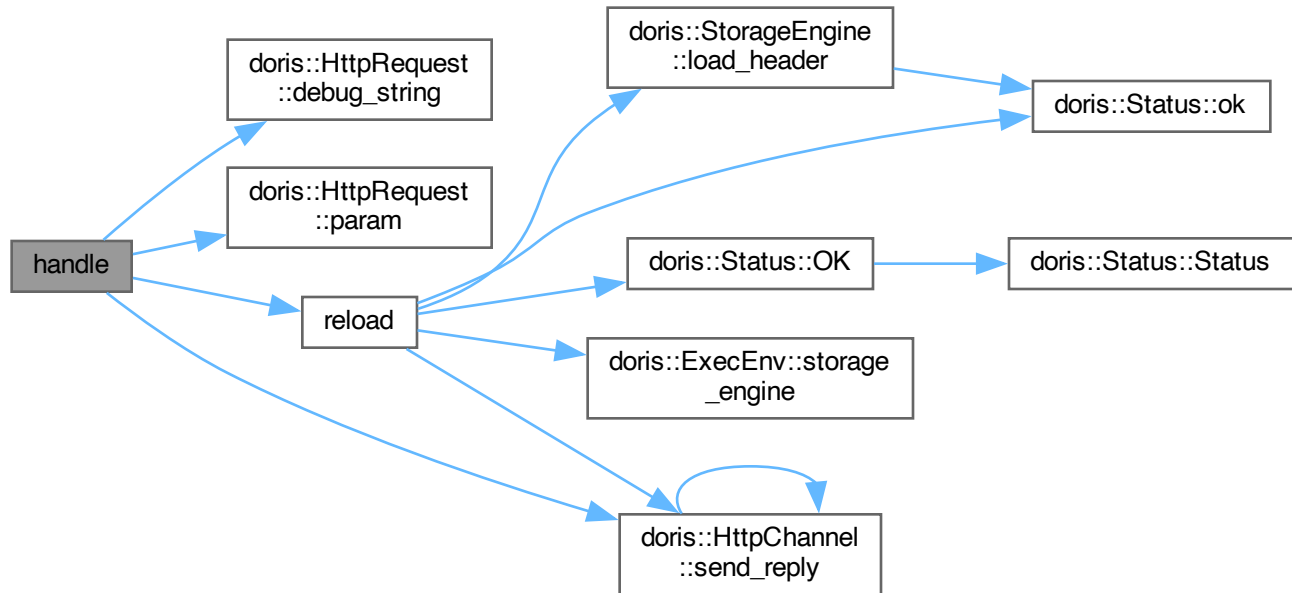 handle
doris::HttpRequest
::debug_string
doris::HttpRequest
::param
reload
doris::StorageEngine
::load_header
doris::Status::ok
doris::Status::OK
doris::Status::Status
doris::ExecEnv::storage
_engine
doris::HttpChannel
::send_reply